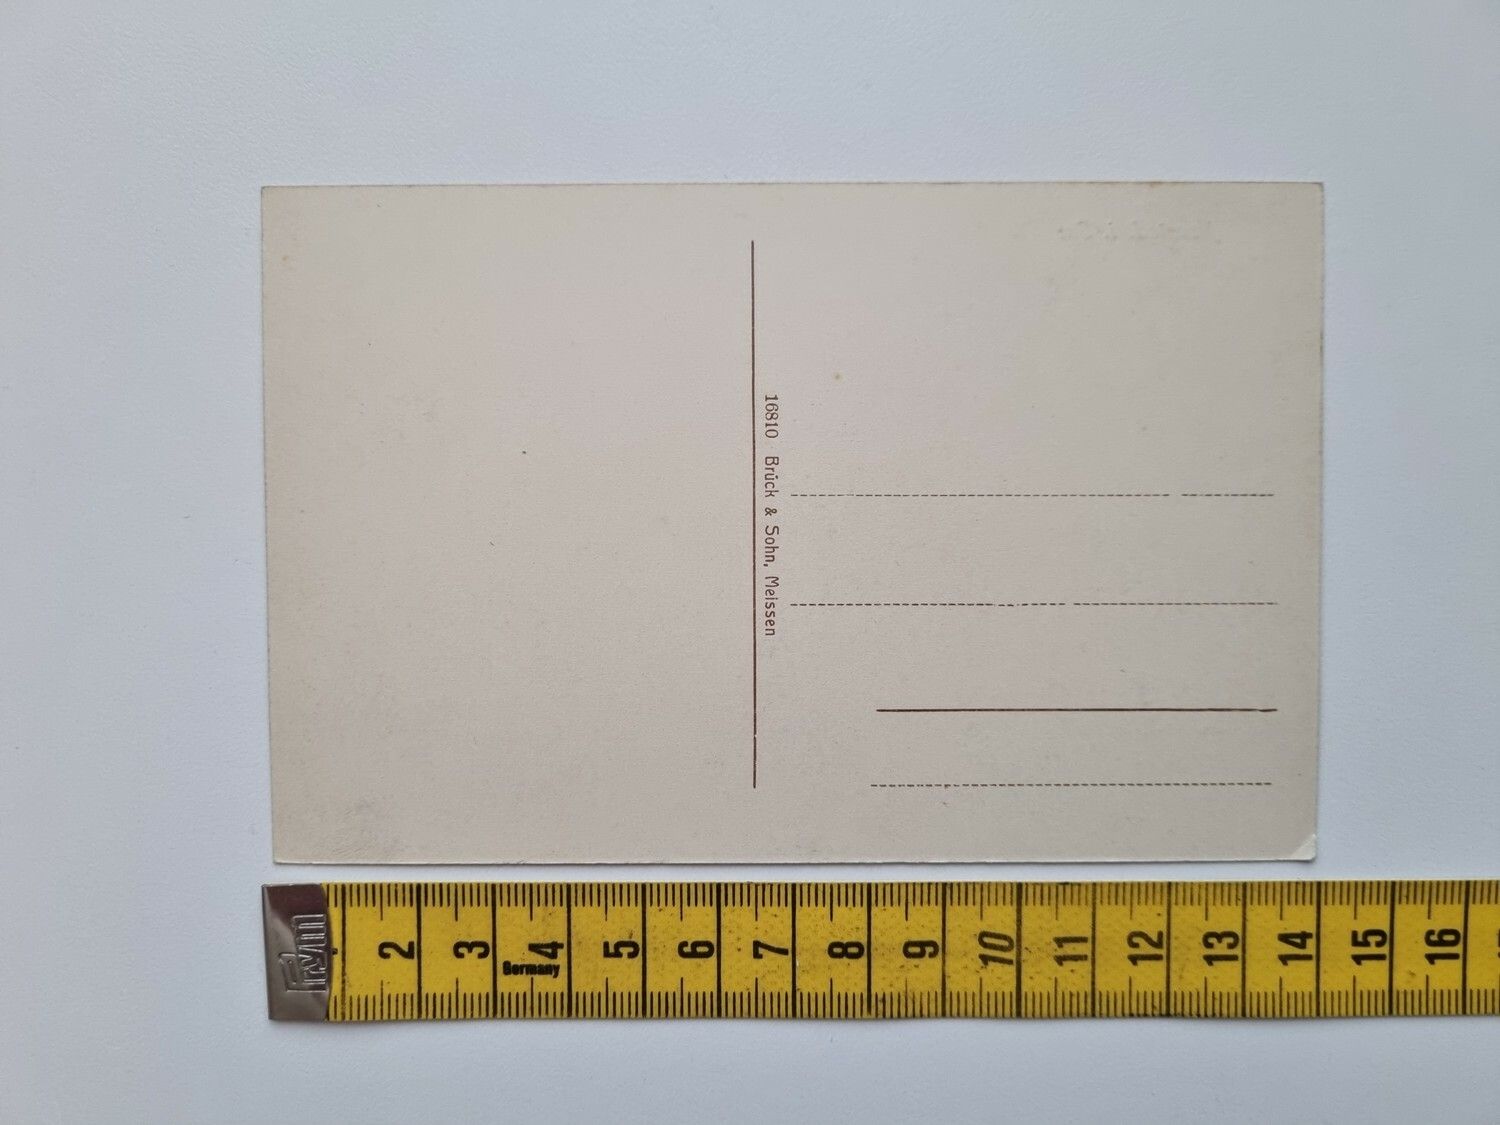 16810 Brück & Sohn, Meissen
Prym
2 3 4 5 6 7 8 9 10 11 12 13 14 15 16
Germany